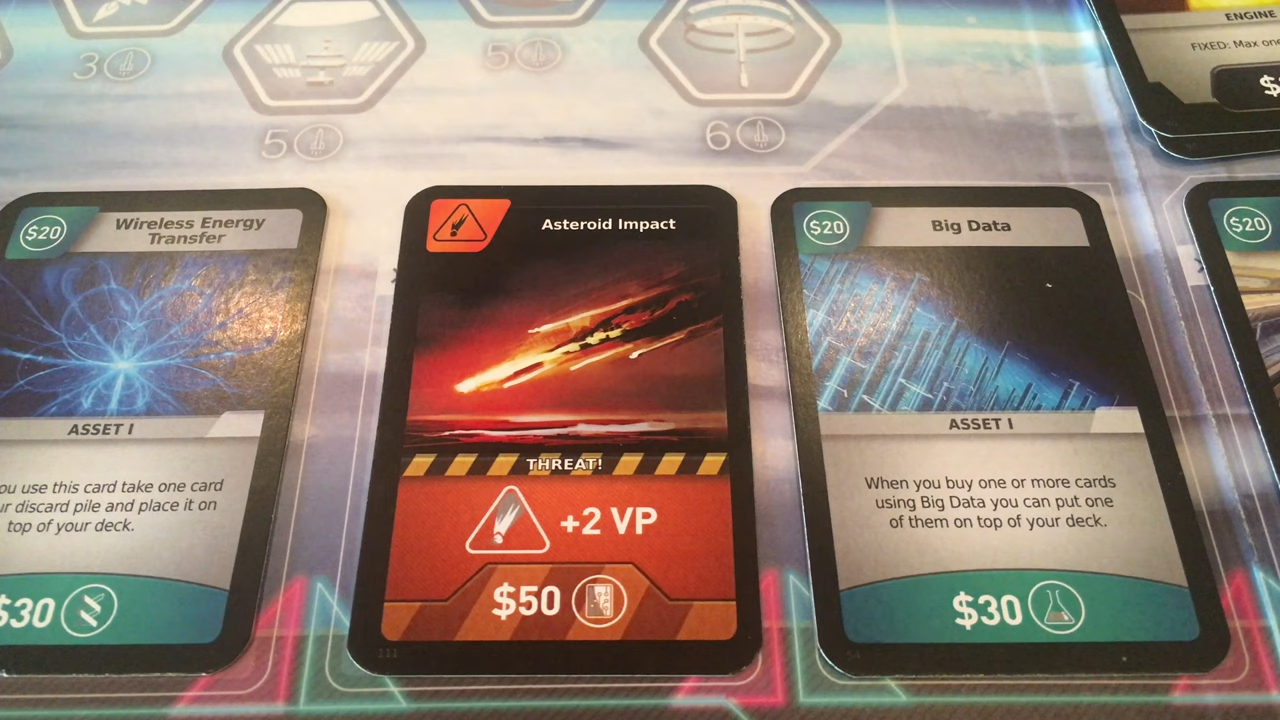 3
5
5
6
ENGINE
FIXED: Max one
$20
Wireless Energy
Transfer
ASSET I
ou use this card take one card
ur discard pile and place it on
top of your deck.
$30
Asteroid Impact
THREAT!
+2 VP
$50
111
$20
Big Data
ASSET I
When you buy one or more cards
using Big Data you can put one
of them on top of your deck.
$30
54
$20